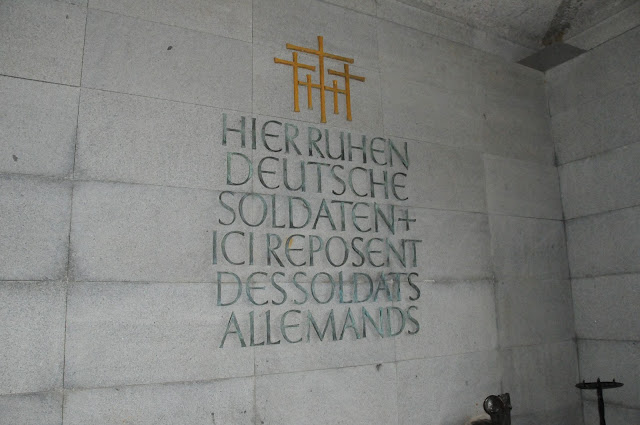 HIER RUHEN
DEUTSCHE
SOLDATEN +
ICI REPOSENT
DES SOLDATS
ALLEMANDS